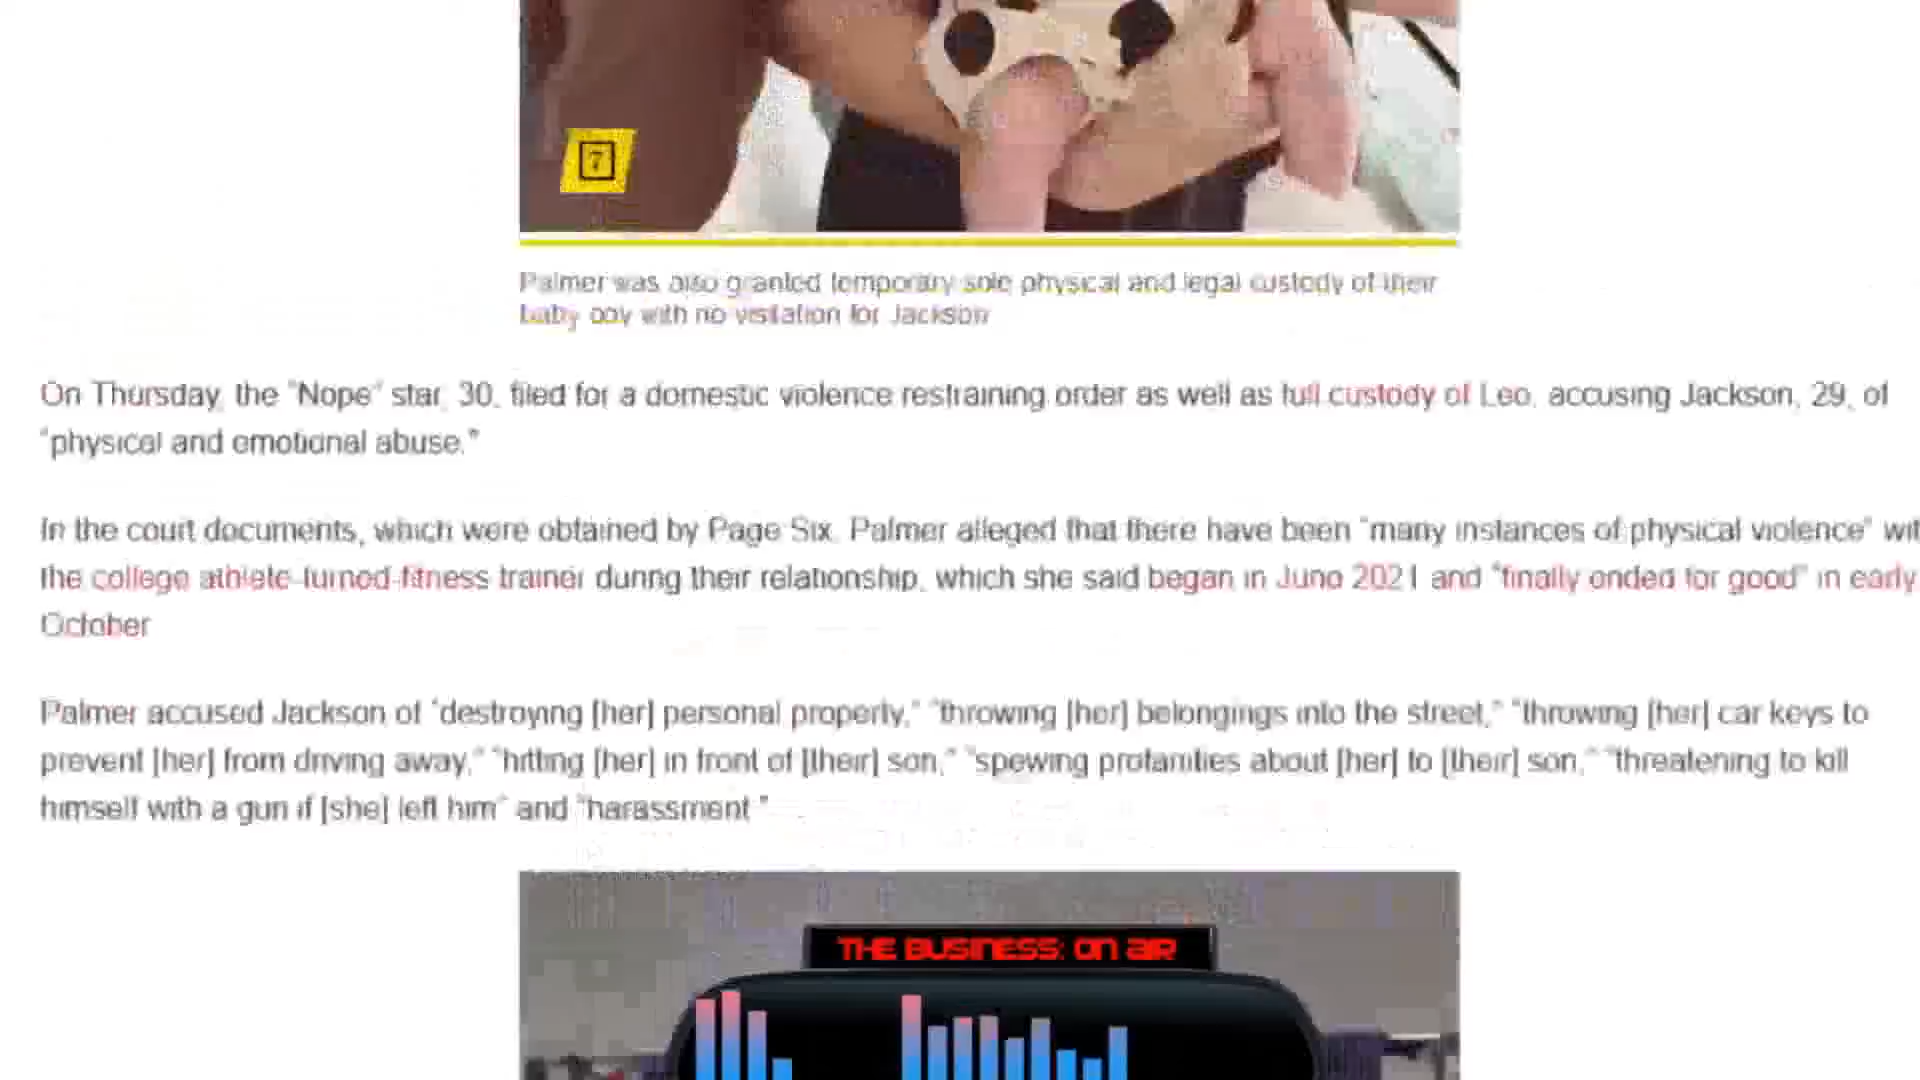 7
Palmer was also granted temporary sole physical and legal custody of their
baby boy with no visitation for Jackson
On Thursday, the "Nope" star, 30, filed for a domestic violence restraining order as well as full custody of Leo, accusing Jackson, 29, of
"physical and emotional abuse."
In the court documents, which were obtained by Page Six, Palmer alleged that there have been "many instances of physical violence" wit
the college athlete-turned-fitness trainer during their relationship, which she said began in June 2021 and "finally ended for good" in early
October
Palmer accused Jackson of "destroying [her] personal property," "throwing [her] belongings into the street," "throwing [her] car keys to
prevent [her] from driving away," "hitting [her] in front of [their] son," "spewing profanities about [her] to [their] son," "threatening to kill
himself with a gun if [she] left him" and "harassment."
THE BUSINESS: ON AIR